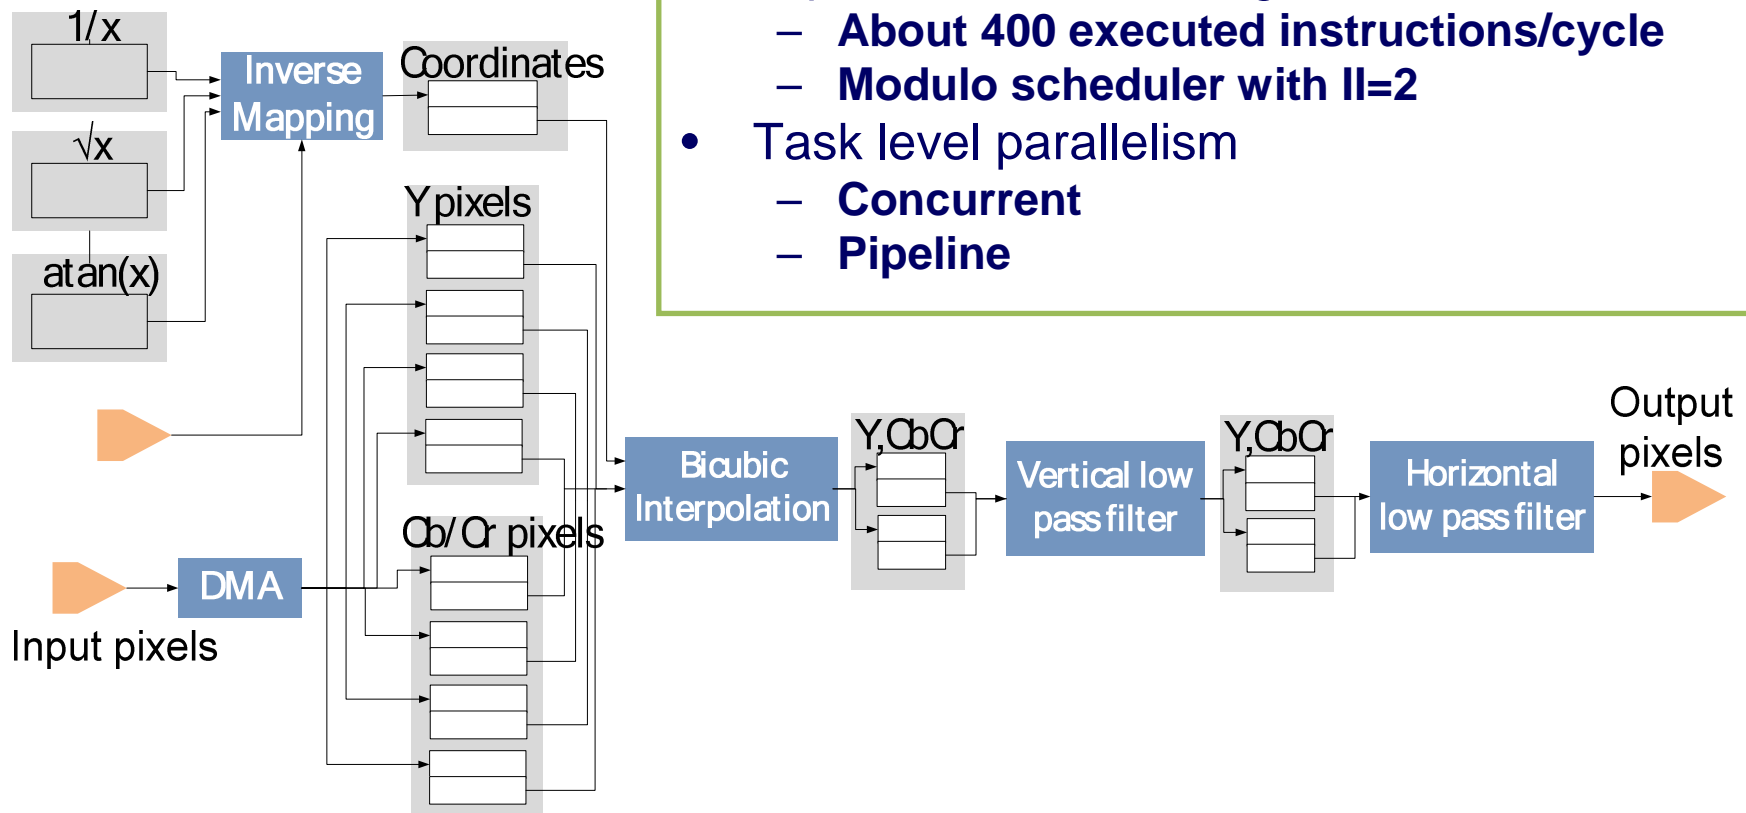 – About 400 executed instructions/cycle
– Modulo scheduler with II=2
• Task level parallelism
– Concurrent
– Pipeline
1/x
√x
atan(x)
Inverse
Mapping
Coordinates
Y pixels
Cb/Cr pixels
DMA
Input pixels
Bicubic
Interpolation
Y,CbCr
Vertical low
pass filter
Y,CbCr
Horizontal
low pass filter
Output
pixels